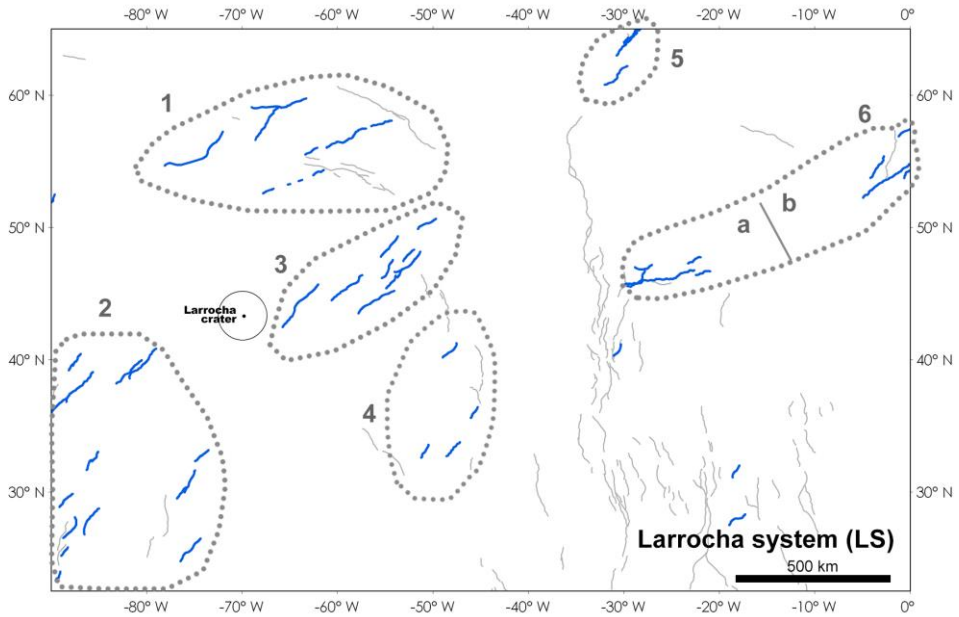 -80° W -70° W -60° W -50° W -40° W -30° W -20° W -10° W 0°
5
60° N 60° N
1
6
50° N b 50° N
a
3
Larrocha
crater
2
40° N 40° N
4
30° N 30° N
Larrocha system (LS)
500 km
-80° W -70° W -60° W -50° W -40° W -30° W -20° W -10° W 0°